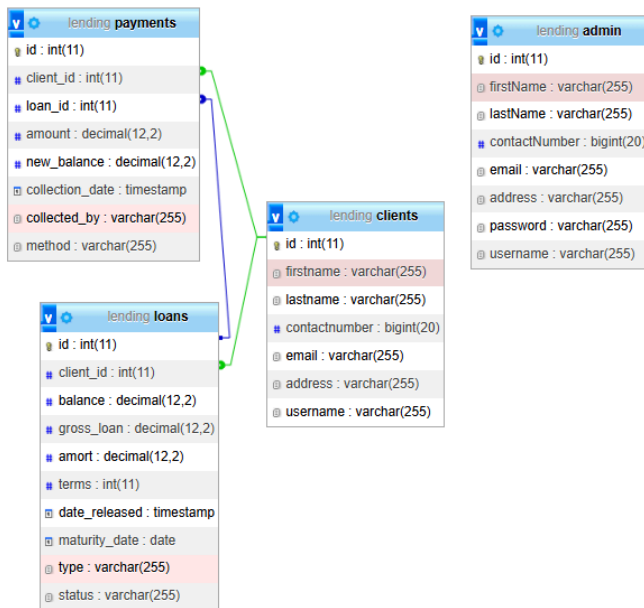 lending payments
id : int(11)
client_id : int(11)
loan_id : int(11)
amount : decimal(12,2)
new_balance : decimal(12,2)
collection_date : timestamp
collected_by : varchar(255)
method : varchar(255)
lending admin
id : int(11)
firstName : varchar(255)
lastName : varchar(255)
contactNumber : bigint(20)
email : varchar(255)
address : varchar(255)
password : varchar(255)
username : varchar(255)
lending clients
id : int(11)
firstname : varchar(255)
lastname : varchar(255)
contactnumber : bigint(20)
email : varchar(255)
address : varchar(255)
username : varchar(255)
lending loans
id : int(11)
client_id : int(11)
balance : decimal(12,2)
gross_loan : decimal(12,2)
amort : decimal(12,2)
terms : int(11)
date_released : timestamp
maturity_date : date
type : varchar(255)
status : varchar(255)